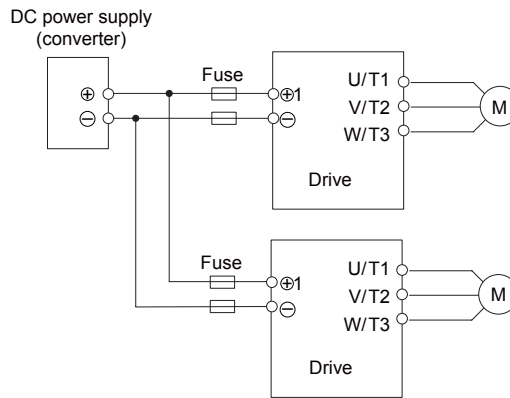 DC power supply
(converter)
⊕
⊖
Fuse
⊕1
⊖
U/T1
V/T2
W/T3
Drive
M
Fuse
⊕1
⊖
U/T1
V/T2
W/T3
Drive
M